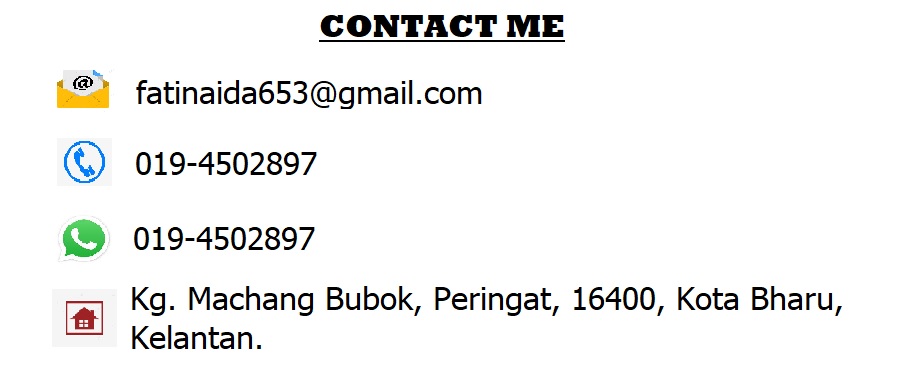 CONTACT ME
fatinaida653@gmail.com
019-4502897
019-4502897
Kg. Machang Bubok, Peringat, 16400, Kota Bharu,
Kelantan.